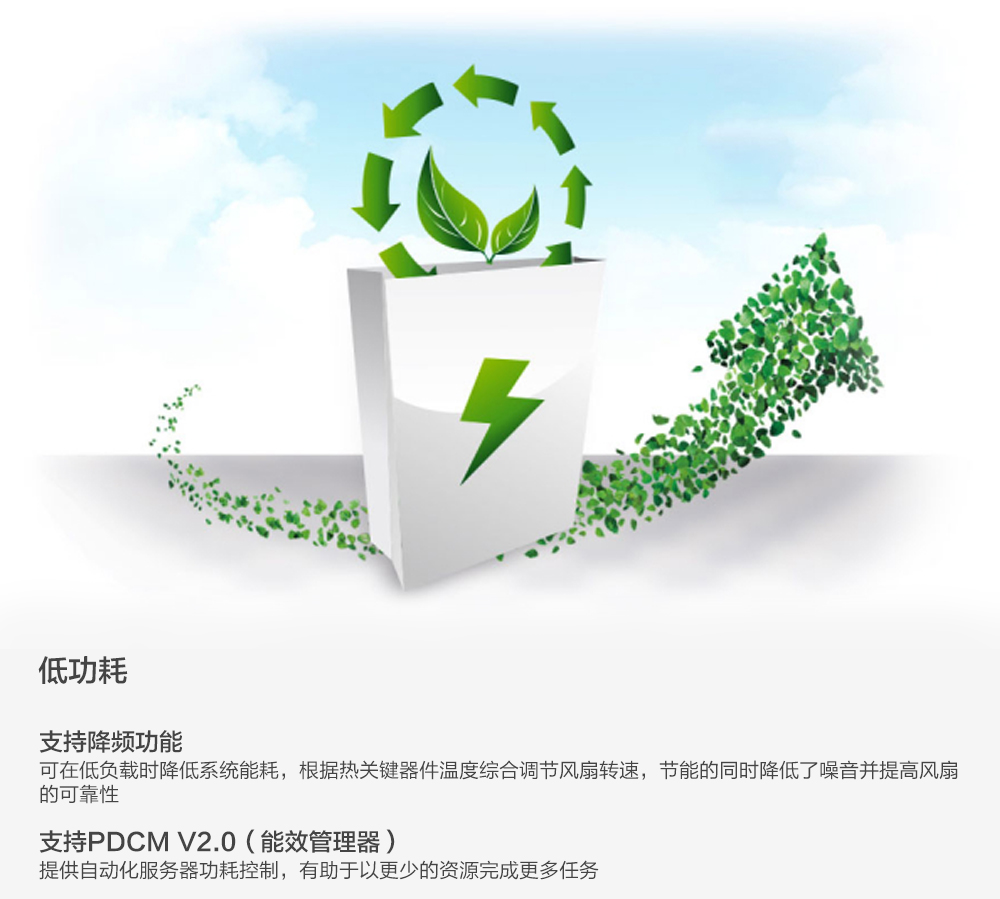 低功耗
支持降频功能
可在低负载时降低系统能耗，根据热关键器件温度综合调节风扇转速，节能的同时降低了噪音并提高风扇
的可靠性
支持PDCM V2.0（能效管理器）
提供自动化服务器功耗控制，有助于以更少的资源完成更多任务